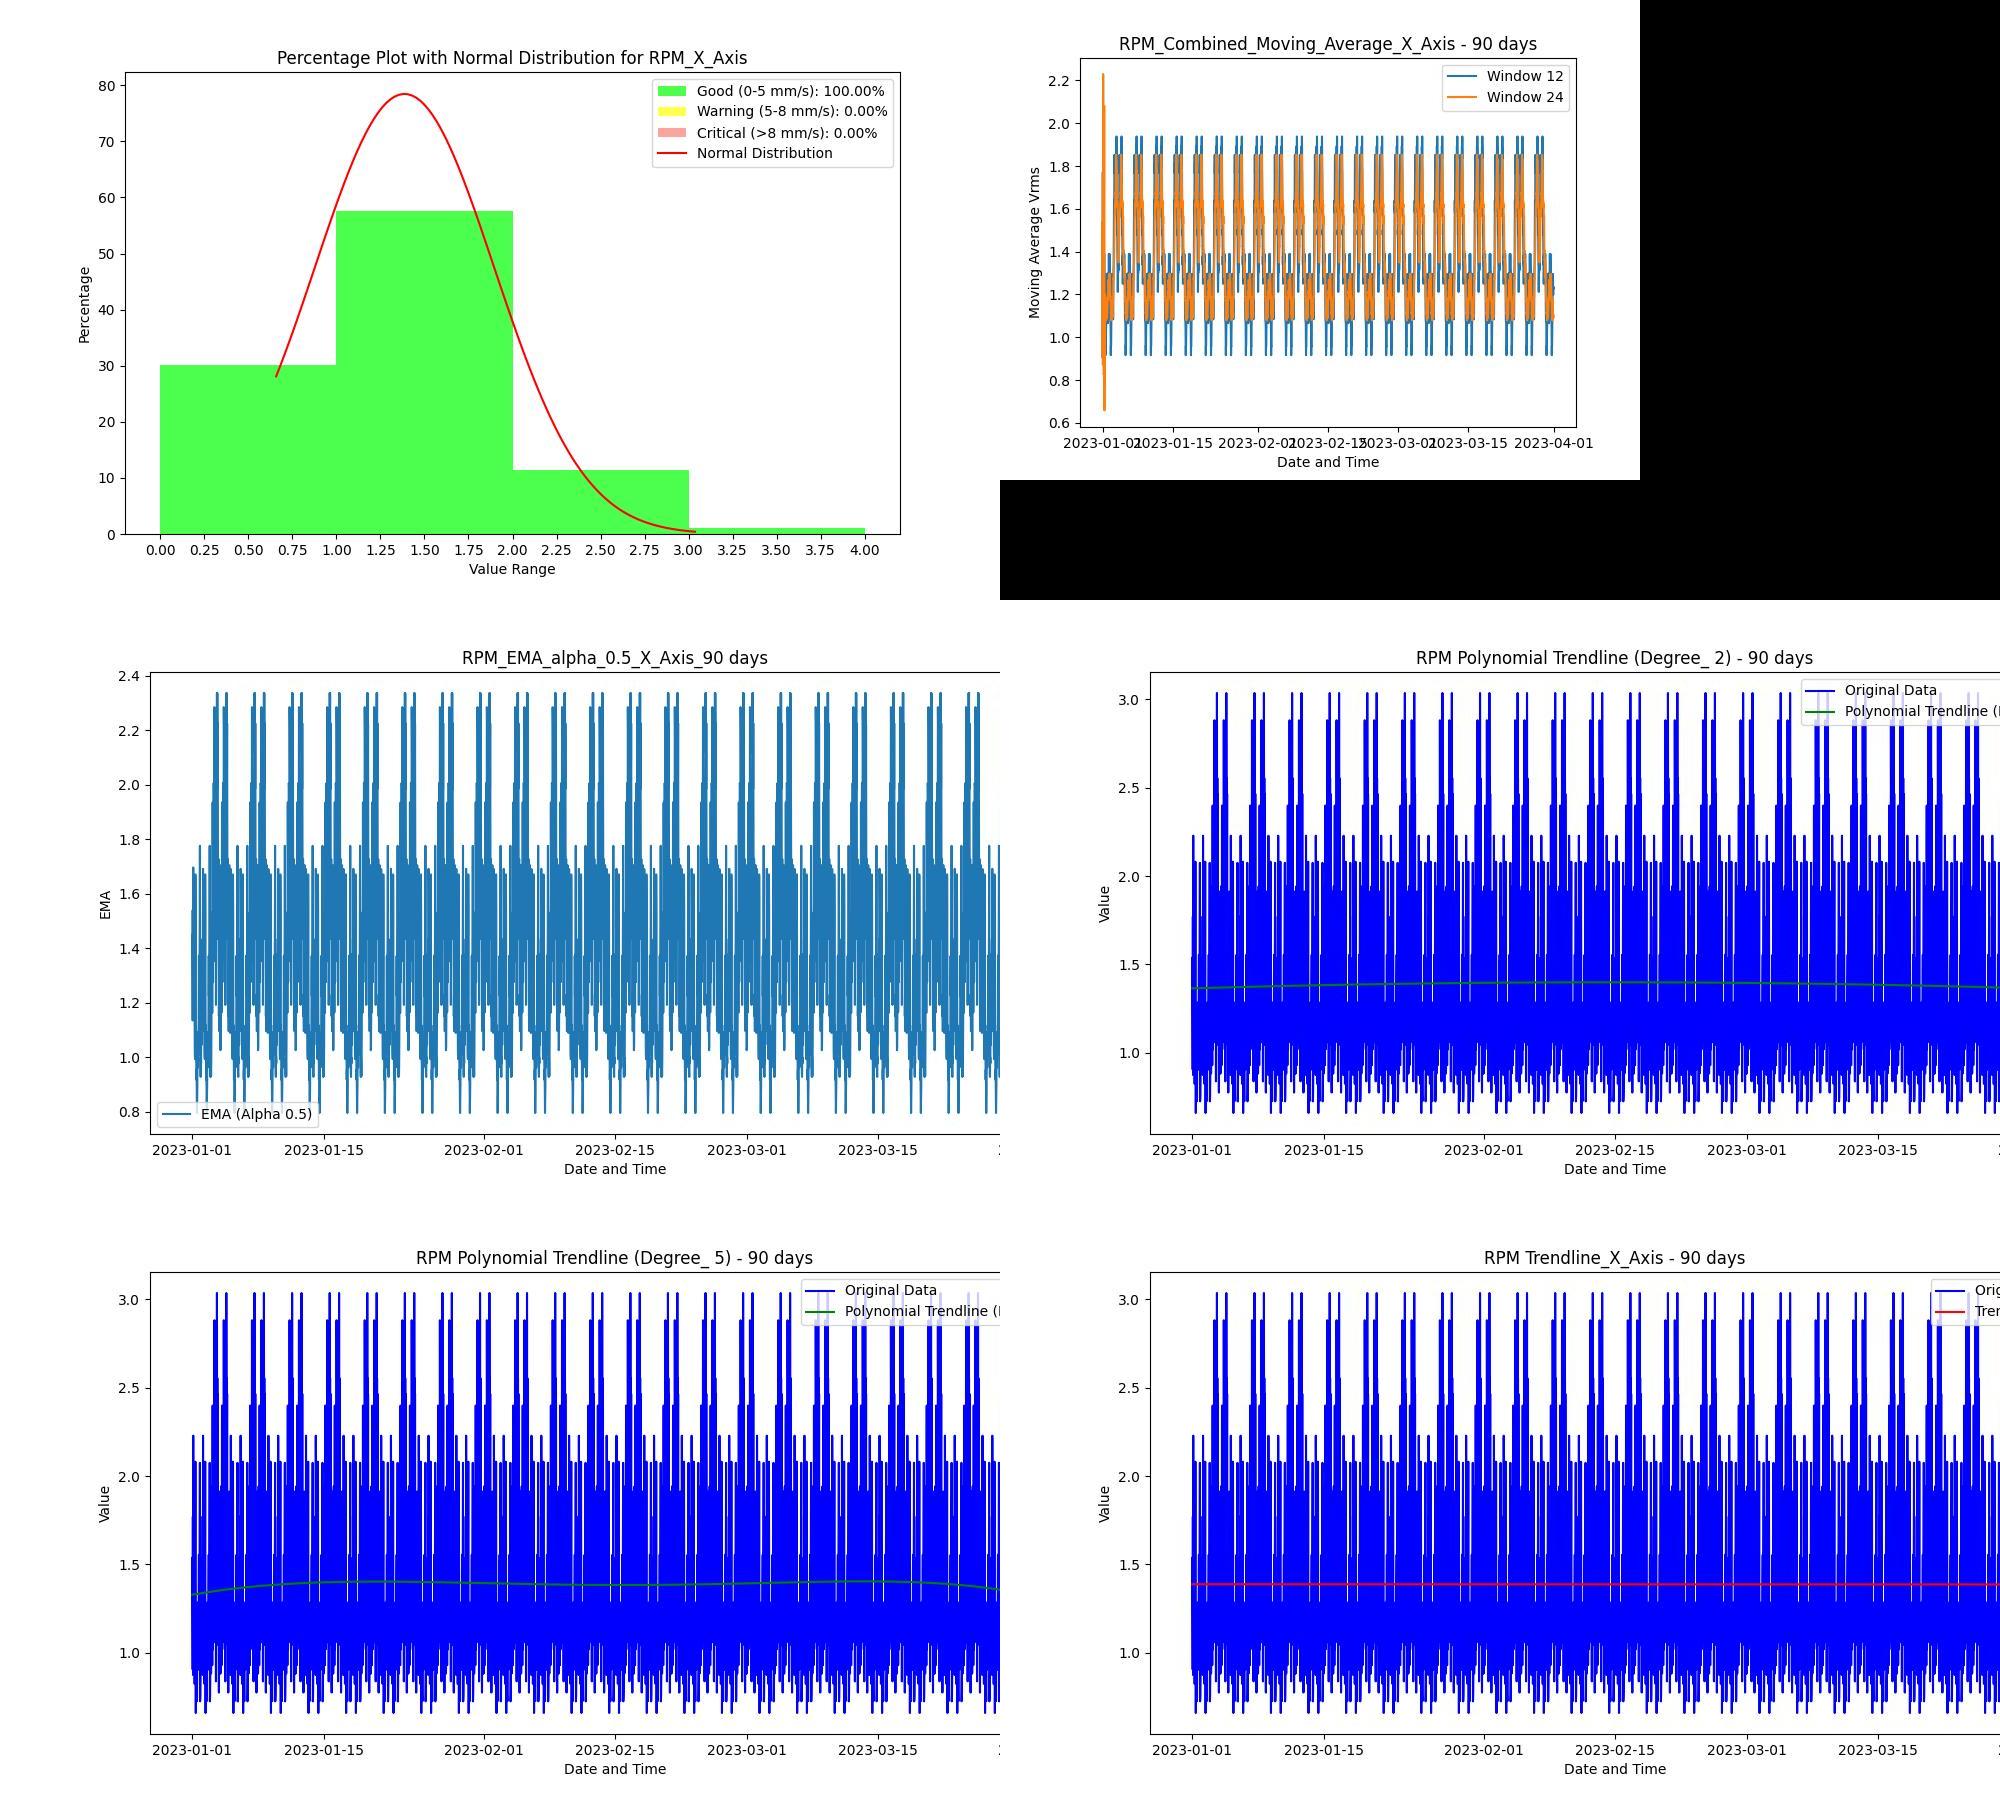 Percentage Plot with Normal Distribution for RPM_X_Axis
Good (0-5 mm/s): 100.00%
Warning (5-8 mm/s): 0.00%
Critical (>8 mm/s): 0.00%
Normal Distribution
Percentage
80
70
60
50
40
30
20
10
0
0.00 0.25 0.50 0.75 1.00 1.25 1.50 1.75 2.00 2.25 2.50 2.75 3.00 3.25 3.50 3.75 4.00
Value Range
RPM_Combined_Moving_Average_X_Axis - 90 days
Window 12
Window 24
Moving Average Vrms
2.2
2.0
1.8
1.6
1.4
1.2
1.0
0.8
0.6
2023-01-01 2023-01-15 2023-02-01 2023-02-15 2023-03-01 2023-03-15 2023-04-01
Date and Time
RPM_EMA_alpha_0.5_X_Axis_90 days
EMA
2.4
2.2
2.0
1.8
1.6
1.4
1.2
1.0
0.8
EMA (Alpha 0.5)
2023-01-01 2023-01-15 2023-02-01 2023-02-15 2023-03-01 2023-03-15
Date and Time
RPM Polynomial Trendline (Degree_ 2) - 90 days
Original Data
Polynomial Trendline (
Value
3.0
2.5
2.0
1.5
1.0
2023-01-01 2023-01-15 2023-02-01 2023-02-15 2023-03-01 2023-03-15
Date and Time
RPM Polynomial Trendline (Degree_ 5) - 90 days
Original Data
Polynomial Trendline (
Value
3.0
2.5
2.0
1.5
1.0
2023-01-01 2023-01-15 2023-02-01 2023-02-15 2023-03-01 2023-03-15
Date and Time
RPM Trendline_X_Axis - 90 days
Orig
Tren
Value
3.0
2.5
2.0
1.5
1.0
2023-01-01 2023-01-15 2023-02-01 2023-02-15 2023-03-01 2023-03-15
Date and Time